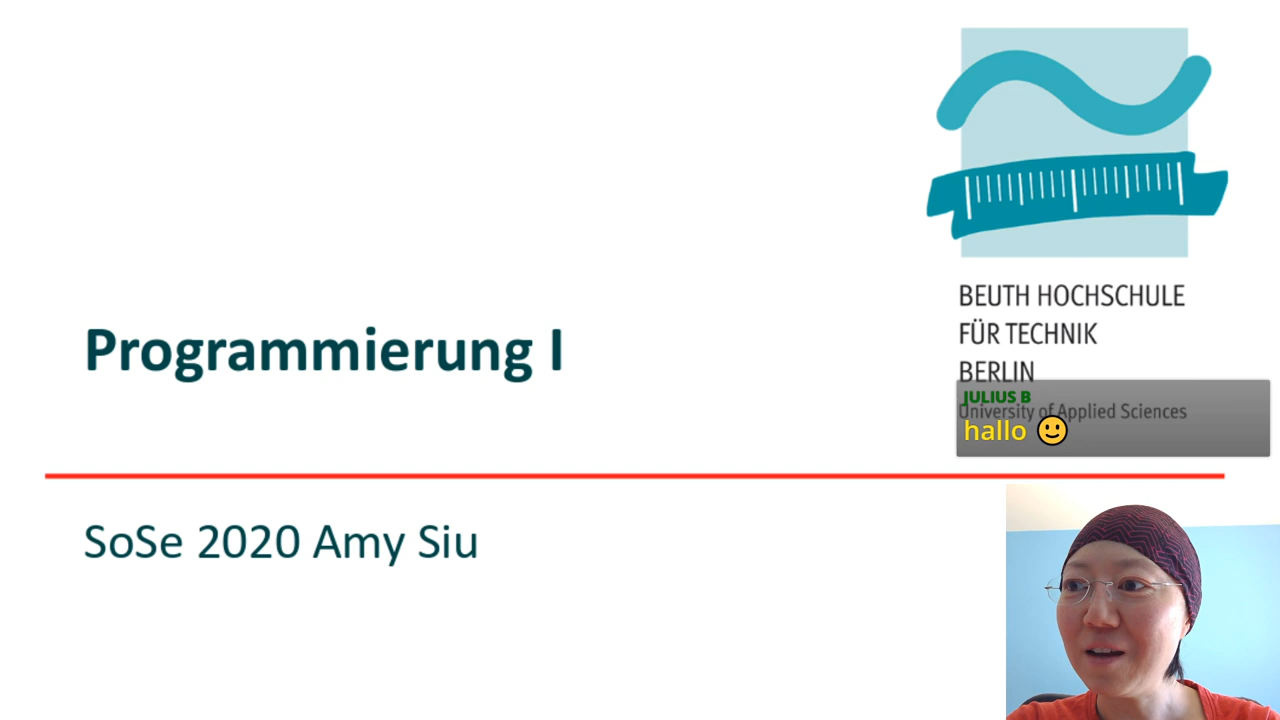 BEUTH HOCHSCHULE
FÜR TECHNIK
BERLIN
University of Applied Sciences
JULIUS B
hallo 🙂
Programmierung I
SoSe 2020 Amy Siu